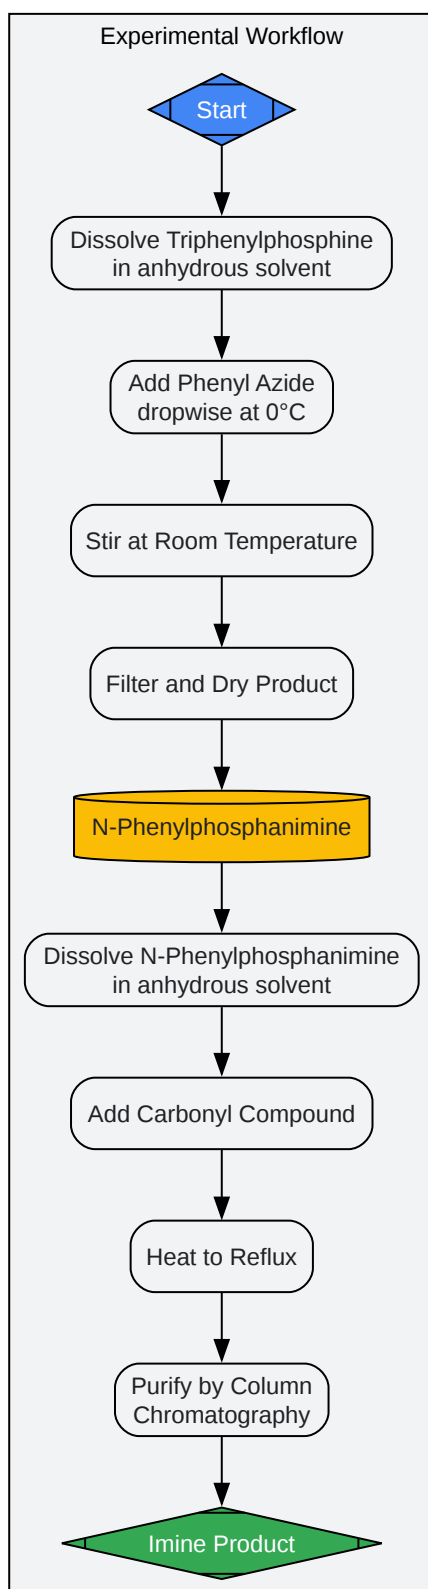 Experimental Workflow
Start
Dissolve Triphenylphosphine
in anhydrous solvent
Add Phenyl Azide
dropwise at 0°C
Stir at Room Temperature
Filter and Dry Product
N-Phenylphosphanimine
Dissolve N-Phenylphosphanimine
in anhydrous solvent
Add Carbonyl Compound
Heat to Reflux
Purify by Column
Chromatography
Imine Product